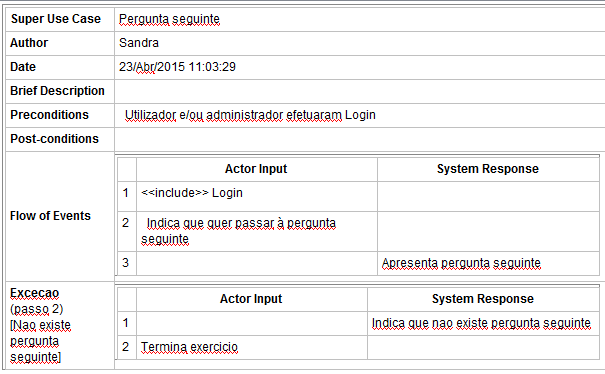 Super Use Case Pergunta seguinte
Author Sandra
Date 23/Abr/2015 11:03:29
Brief Description
Preconditions Utilizador e/ou administrador efetuaram Login
Post-conditions
Flow of Events
Actor Input System Response
1 <<include>> Login
2 Indica que quer passar à pergunta
seguinte
3 Apresenta pergunta seguinte
Excecao
(passo 2)
[Nao existe
pergunta
seguinte]
Actor Input System Response
1 Indica que nao existe pergunta seguinte
2 Termina exercicio